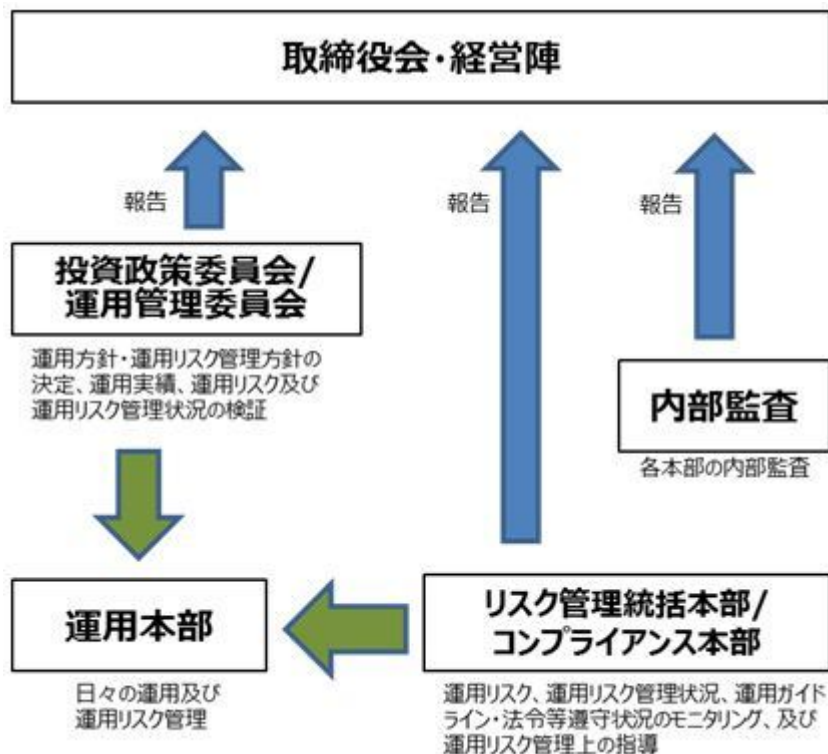 取締役会・経営陣
報告
報告
報告
投資政策委員会/
運用管理委員会
運用方針・運用リスク管理方針の
決定、運用実績、運用リスク及び
運用リスク管理状況の検証
内部監査
各本部の内部監査
運用本部
日々の運用及び
運用リスク管理
リスク管理統括本部/
コンプライアンス本部
運用リスク、運用リスク管理状況、運用ガイド
ライン・法令等遵守状況のモニタリング、及び
運用リスク管理上の指導